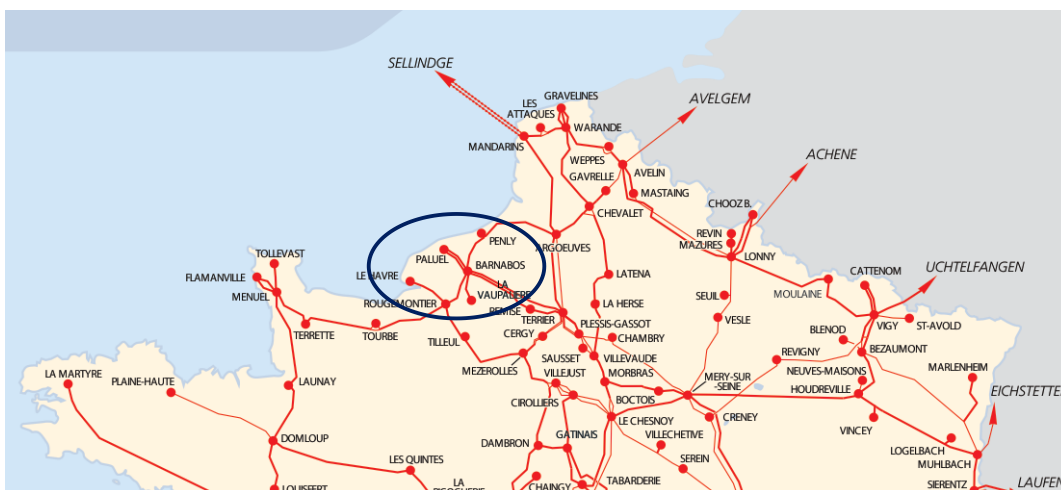 SELLINDGE
GRAVELINES
LES
ATTAQUES
AVELGEM
WARANDE
MANDARINS
WEPPES
AVELIN
ACHENE
GAVRELLE
MASTAING
CHOOZ B.
CHEVALET
REVIN
PENLY
ARGOEUVES
MAZURES
TOLLEVAST
PALUEL
LONNY
BARNABOS
UCHTELFANGEN
FLAMANVILLE
LE HAVRE
LATENA
CATTENOM
LA
VAUPALIERE
MENUEL
MOULAINE
ROUGEMONTIER
LA HERSE
SEUIL
REMISE
TERRIER
VESLE
VIGY
ST-AVOLD
TERRETTE
TOURBE
PLESSIS-GASSOT
BLENOD
TILLEUL
CERGY
CHAMBRY
SAUSSET
VILLEVAUDE
REVIGNY
BEZAUMONT
MEZEROLLES
VILLEJUST
MORBRAS
NEUVES-MAISONS
MARLENHEIM
LA MARTYRE
PLAINE-HAUTE
LAUNAY
MERY-SUR
-SEINE
HOUDREVILLE
EICHSTETTEN
CIROLLIERS
BOCTOIS
LE CHESNOY
CRENEY
VINCEY
DOMLOUP
DAMBRON
GATINAIS
VILLECHETIVE
LOGELBACH
LES QUINTES
SEREIN
MUHLBACH
LA
CHAINGY
TABARDERIE
SIERENTZ
LAUFEN